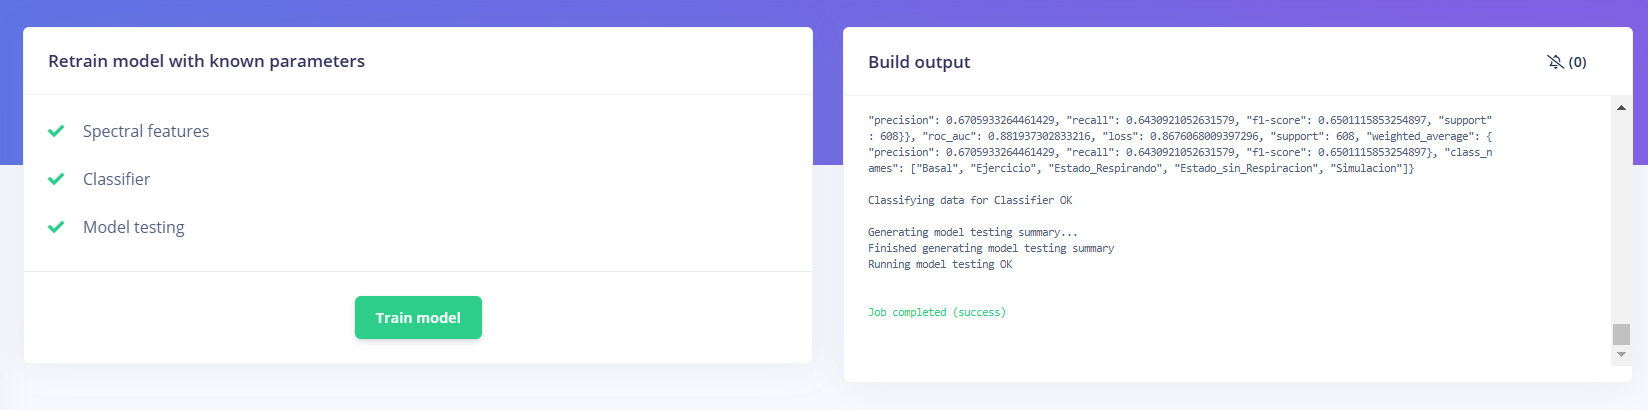 Retrain model with known parameters
Spectral features
Classifier
Model testing
Train model
Build output
(0)
"precision": 0.6705933264461429, "recall": 0.6430921052631579, "f1-score": 0.6501115853254897, "support"
: 608}}, "roc_auc": 0.881937302833216, "loss": 0.8676068009397296, "support": 608, "weighted_average": {
"precision": 0.6705933264461429, "recall": 0.6430921052631579, "f1-score": 0.6501115853254897}, "class_n
ames": ["Basal", "Ejercicio", "Estado_Respirando", "Estado_sin_Respiracion", "Simulacion"]}
Classifying data for Classifier OK
Generating model testing summary...
Finished generating model testing summary
Running model testing OK
Job completed (success)